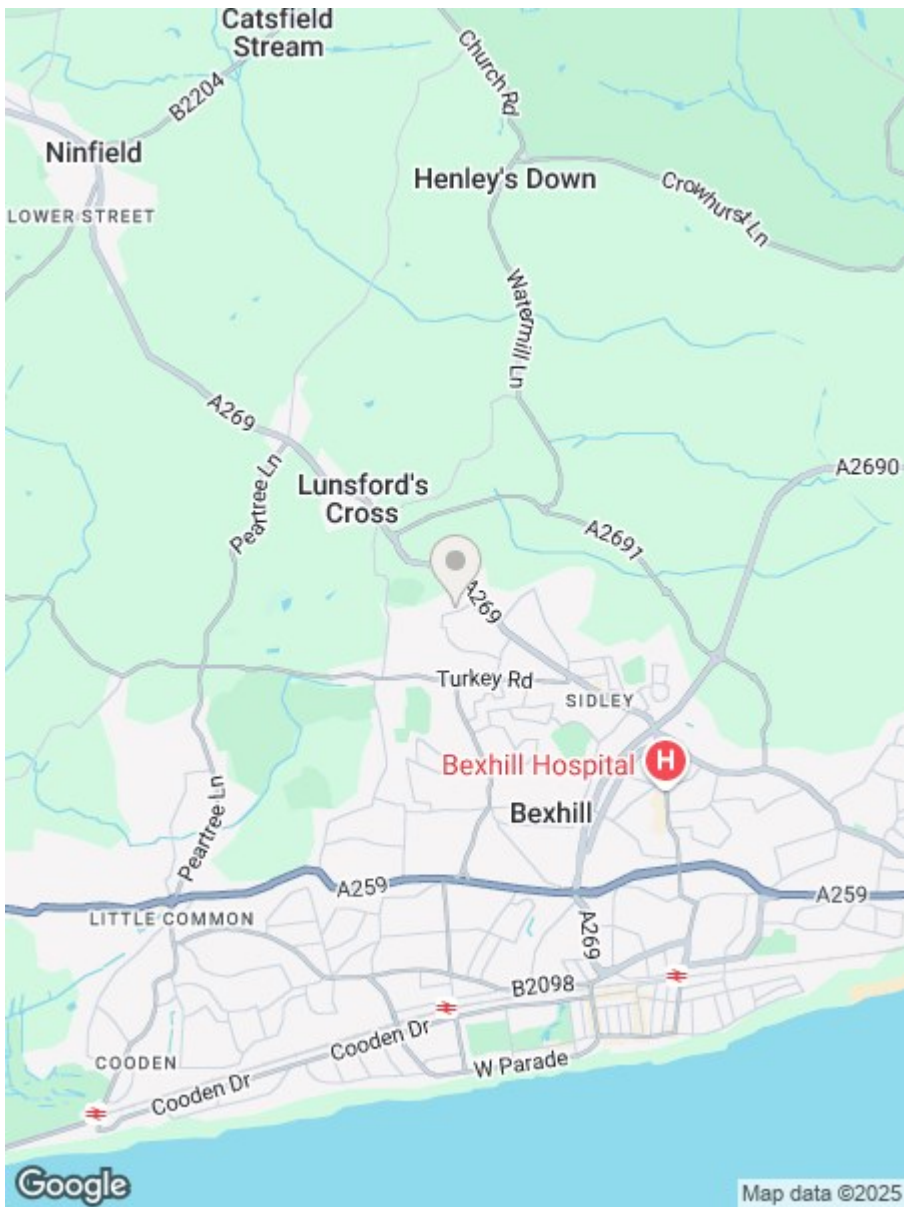 Catsfield
Stream
Church Rd
B2204
Ninfield
Henley's Down
Crowhurst Ln
LOWER STREET
Watermill Ln
A269
A2690
Peartree Ln
Lunsford's
Cross
A2691
A269
Turkey Rd
SIDLEY
Bexhill Hospital
H
Bexhill
Peartree Ln
A259
A259
LITTLE COMMON
A269
B2098
Cooden Dr
W Parade
COODEN
Cooden Dr
Google
Map data ©2025